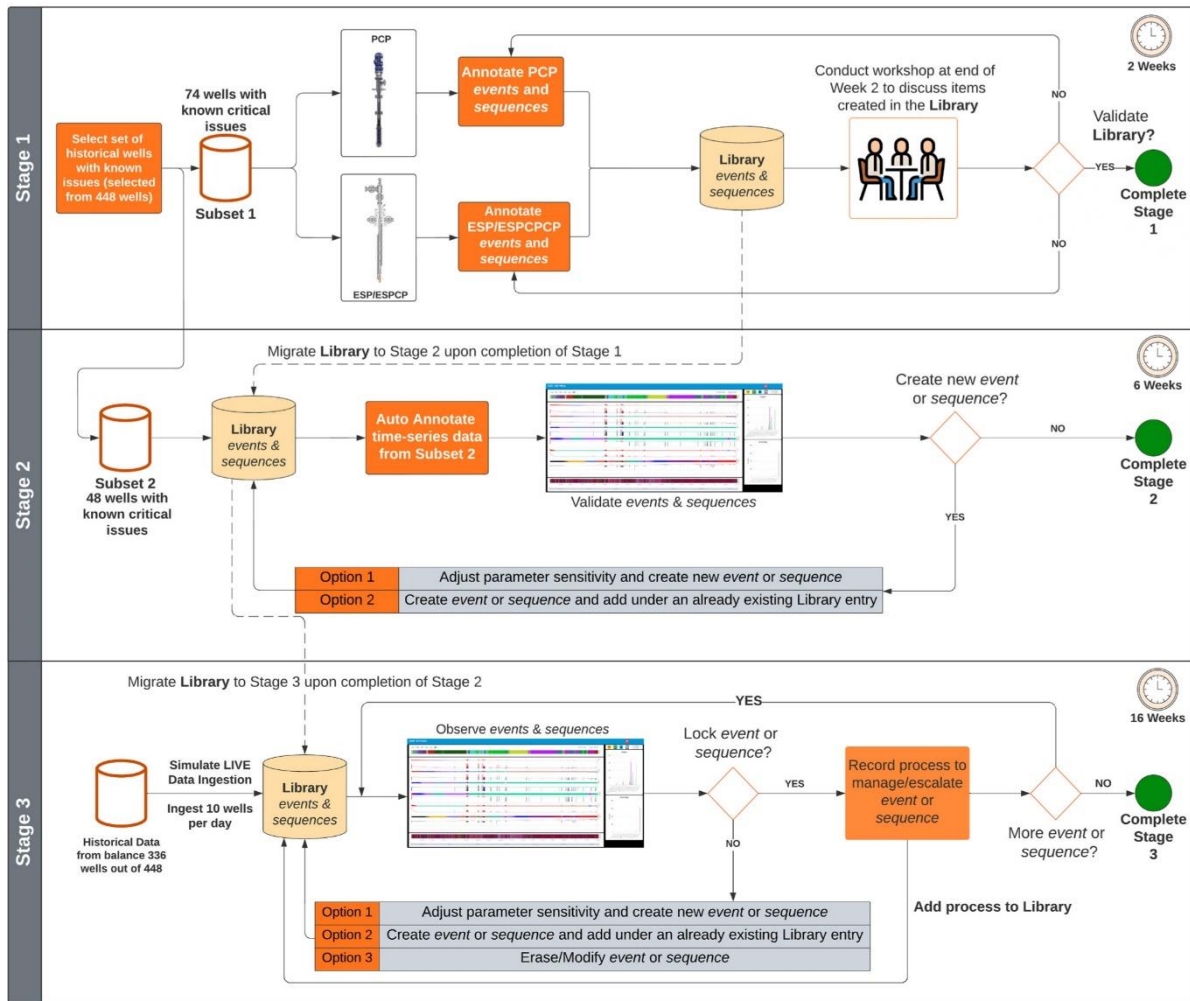 Stage 1
2 Weeks
Select set of
historical wells
with known
issues (selected
from 448 wells)
74 wells with
known critical
issues
Subset 1
PCP
ESP/ESPCP
Annotate PCP
events and
sequences
Annotate
ESP/ESPCPCP
events and
sequences
Library
events &
sequences
Conduct workshop at end of
Week 2 to discuss items
created in the Library
NO
Validate
Library?
YES
NO
Complete
Stage
1
Stage 2
Migrate Library to Stage 2 upon completion of Stage 1
6 Weeks
Subset 2
48 wells with
known critical
issues
Library
events &
sequences
Auto Annotate
time-series data
from Subset 2
Validate events & sequences
Create new event
or sequence?
NO
YES
Complete
Stage
2
Option 1 Adjust parameter sensitivity and create new event or sequence
Option 2 Create event or sequence and add under an already existing Library entry
Stage 3
Migrate Library to Stage 3 upon completion of Stage 2
16 Weeks
YES
Historical Data
from balance 336
wells out of 448
Simulate LIVE
Data Ingestion
Ingest 10 wells
per day
Library
events &
sequences
Observe events & sequences
Lock event or
sequence?
YES
NO
Record process to
manage/escalate
event or
sequence
More event or
sequence?
NO
Complete
Stage
3
Add process to Library
Option 1 Adjust parameter sensitivity and create new event or sequence
Option 2 Create event or sequence and add under an already existing Library entry
Option 3 Erase/Modify event or sequence